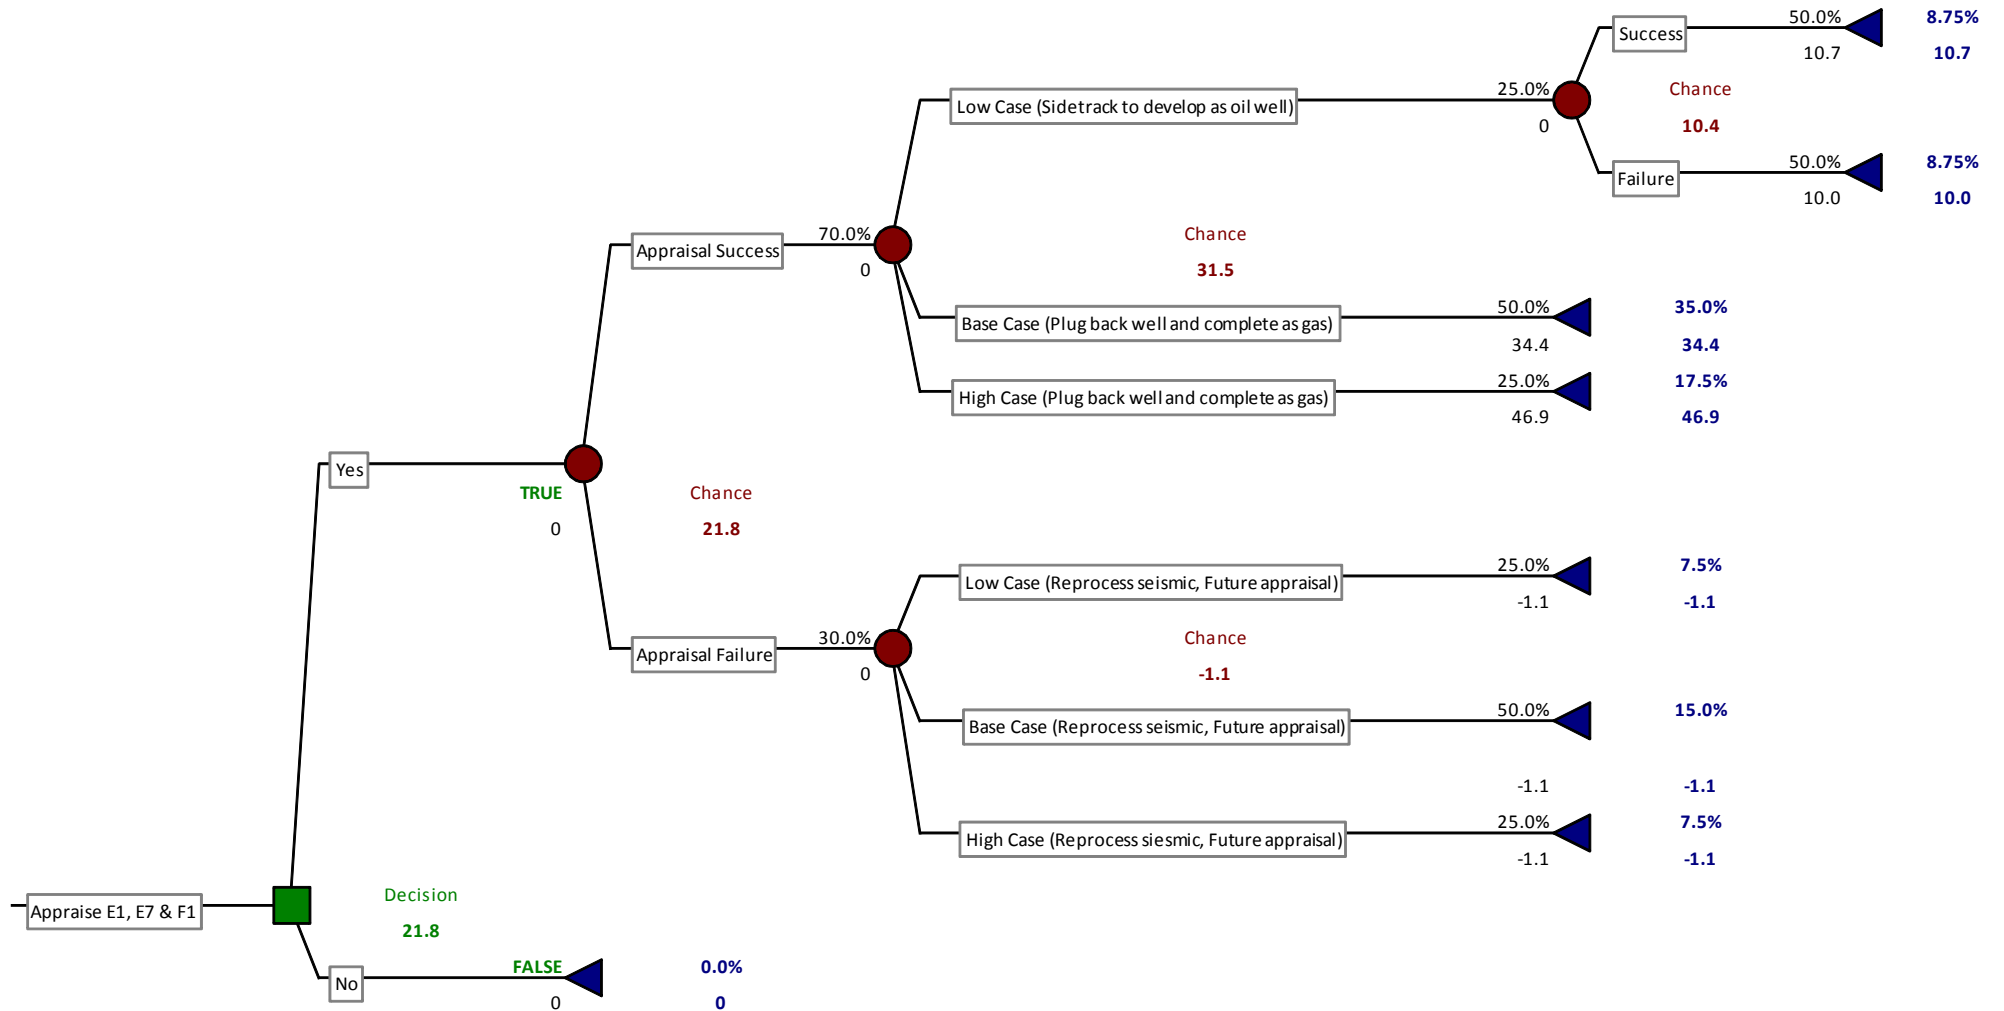 50.0% 8.75%
Success
10.7 10.7
25.0% Chance
Low Case (Sidetrack to develop as oil well)
0 10.4
50.0% 8.75%
Failure
10.0 10.0
70.0% Chance
Appraisal Success
0 31.5
50.0% 35.0%
Base Case (Plug back well and complete as gas)
34.4 34.4
25.0% 17.5%
High Case (Plug back well and complete as gas)
46.9 46.9
Yes
TRUE Chance
0 21.8
25.0% 7.5%
Low Case (Reprocess seismic, Future appraisal)
-1.1 -1.1
30.0% Chance
Appraisal Failure
0 -1.1
50.0% 15.0%
Base Case (Reprocess seismic, Future appraisal)
-1.1 -1.1
25.0% 7.5%
High Case (Reprocess siesmic, Future appraisal)
-1.1 -1.1
Decision
Appraise E1, E7 & F1
21.8
FALSE 0.0%
No
0 0